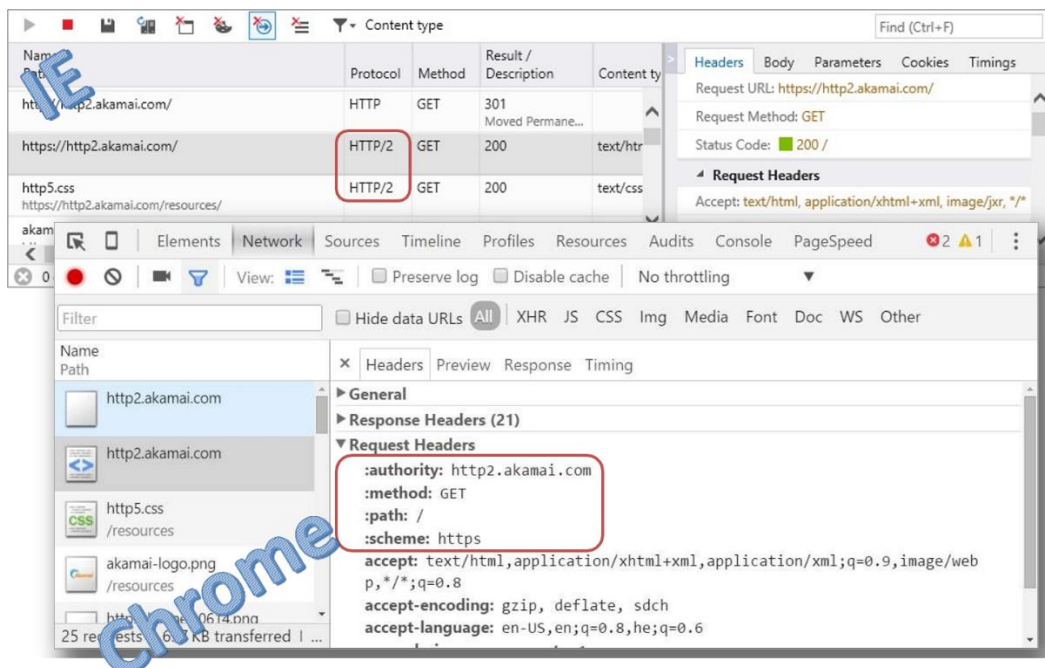 Content type
Find (Ctrl+F)
Name
IE
Protocol
Method
Result /
Description
Content ty
Headers Body Parameters Cookies Timings
HTTP GET 301
Moved Permane...
https://http2.akamai.com/ HTTP/2 GET 200 text/htr
http5.css HTTP/2 GET 200 text/css
https://http2.akamai.com/resources/
akam
0
Request URL: https://http2.akamai.com/
Request Method: GET
Status Code: 200 /
Request Headers
Accept: text/html, application/xhtml+xml, image/jxr, */*
Elements Network Sources Timeline Profiles Resources Audits Console PageSpeed 2 1
View: Preserve log Disable cache No throttling
Filter Hide data URLs All XHR JS CSS Img Media Font Doc WS Other
Name
Path
http2.akamai.com
http2.akamai.com
http5.css
/resources
akamai-logo.png
/resources
Chrome
KB transferred | ...
× Headers Preview Response Timing
General
Response Headers (21)
Request Headers
:authority: http2.akamai.com
:method: GET
:path: /
:scheme: https
accept: text/html,application/xhtml+xml,application/xml;q=0.9,image/web
p,*/*;q=0.8
accept-encoding: gzip, deflate, sdch
accept-language: en-US,en;q=0.8,he;q=0.6